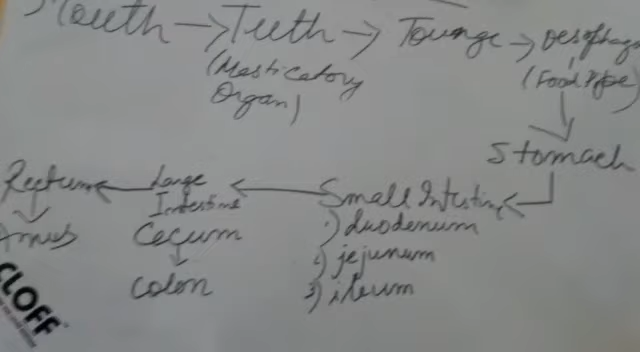 Mouth → Teeth → Tounge → Oesophago
(Masticatory Organ)
(Food Pipe)
Stomach
Small Intestine
1) duodenum
2) jejunum
3) ileum
Large Intestine
Cecum
Colon
Rectum
Anus
CLOFF